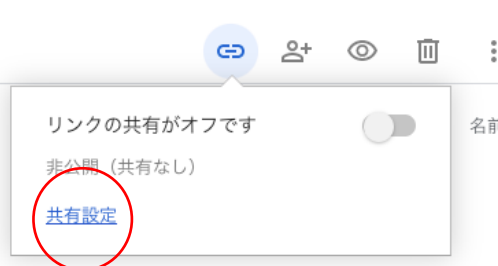 リンクの共有がオフです
名前
非公開（共有なし）
共有設定